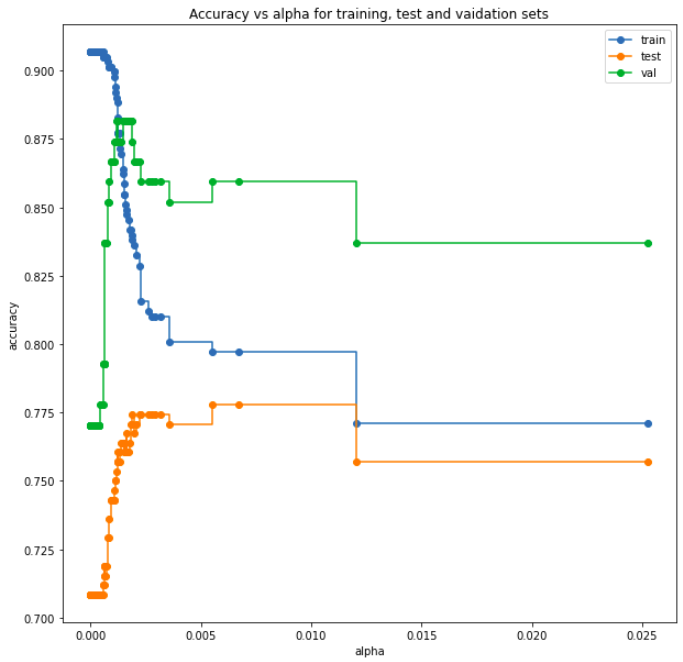 Accuracy vs alpha for training, test and vaidation sets
train
test
val
accuracy
0.900
0.875
0.850
0.825
0.800
0.775
0.750
0.725
0.700
0.000
0.005
0.010
0.015
0.020
0.025
alpha